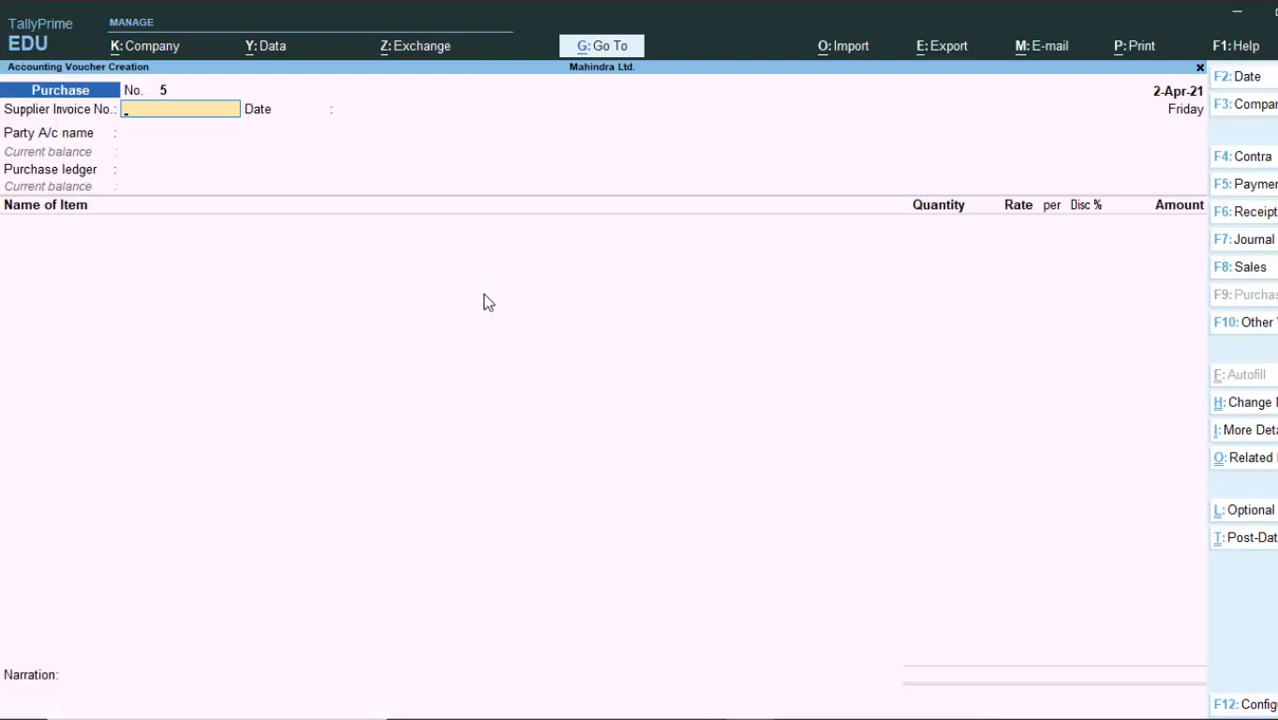 TallyPrime
EDU
MANAGE
K: Company
Y: Data
Z: Exchange
G: Go To
O: Import
E: Export
M: E-mail
P: Print
F1: Help
Accounting Voucher Creation
Mahindra Ltd.
Purchase No. 5
2-Apr-21
Friday
Supplier Invoice No.:
Date :
Party A/c name :
Current balance :
Purchase ledger :
Current balance :
Name of Item Quantity Rate per Disc % Amount
Narration:
F2: Date
F3: Compan
F4: Contra
F5: Paymen
F6: Receipt
F7: Journal
F8: Sales
F9: Purchas
F10: Other
F: Autofill
H: Change
I: More Deta
O: Related
L: Optional
T: Post-Dat
F12: Config